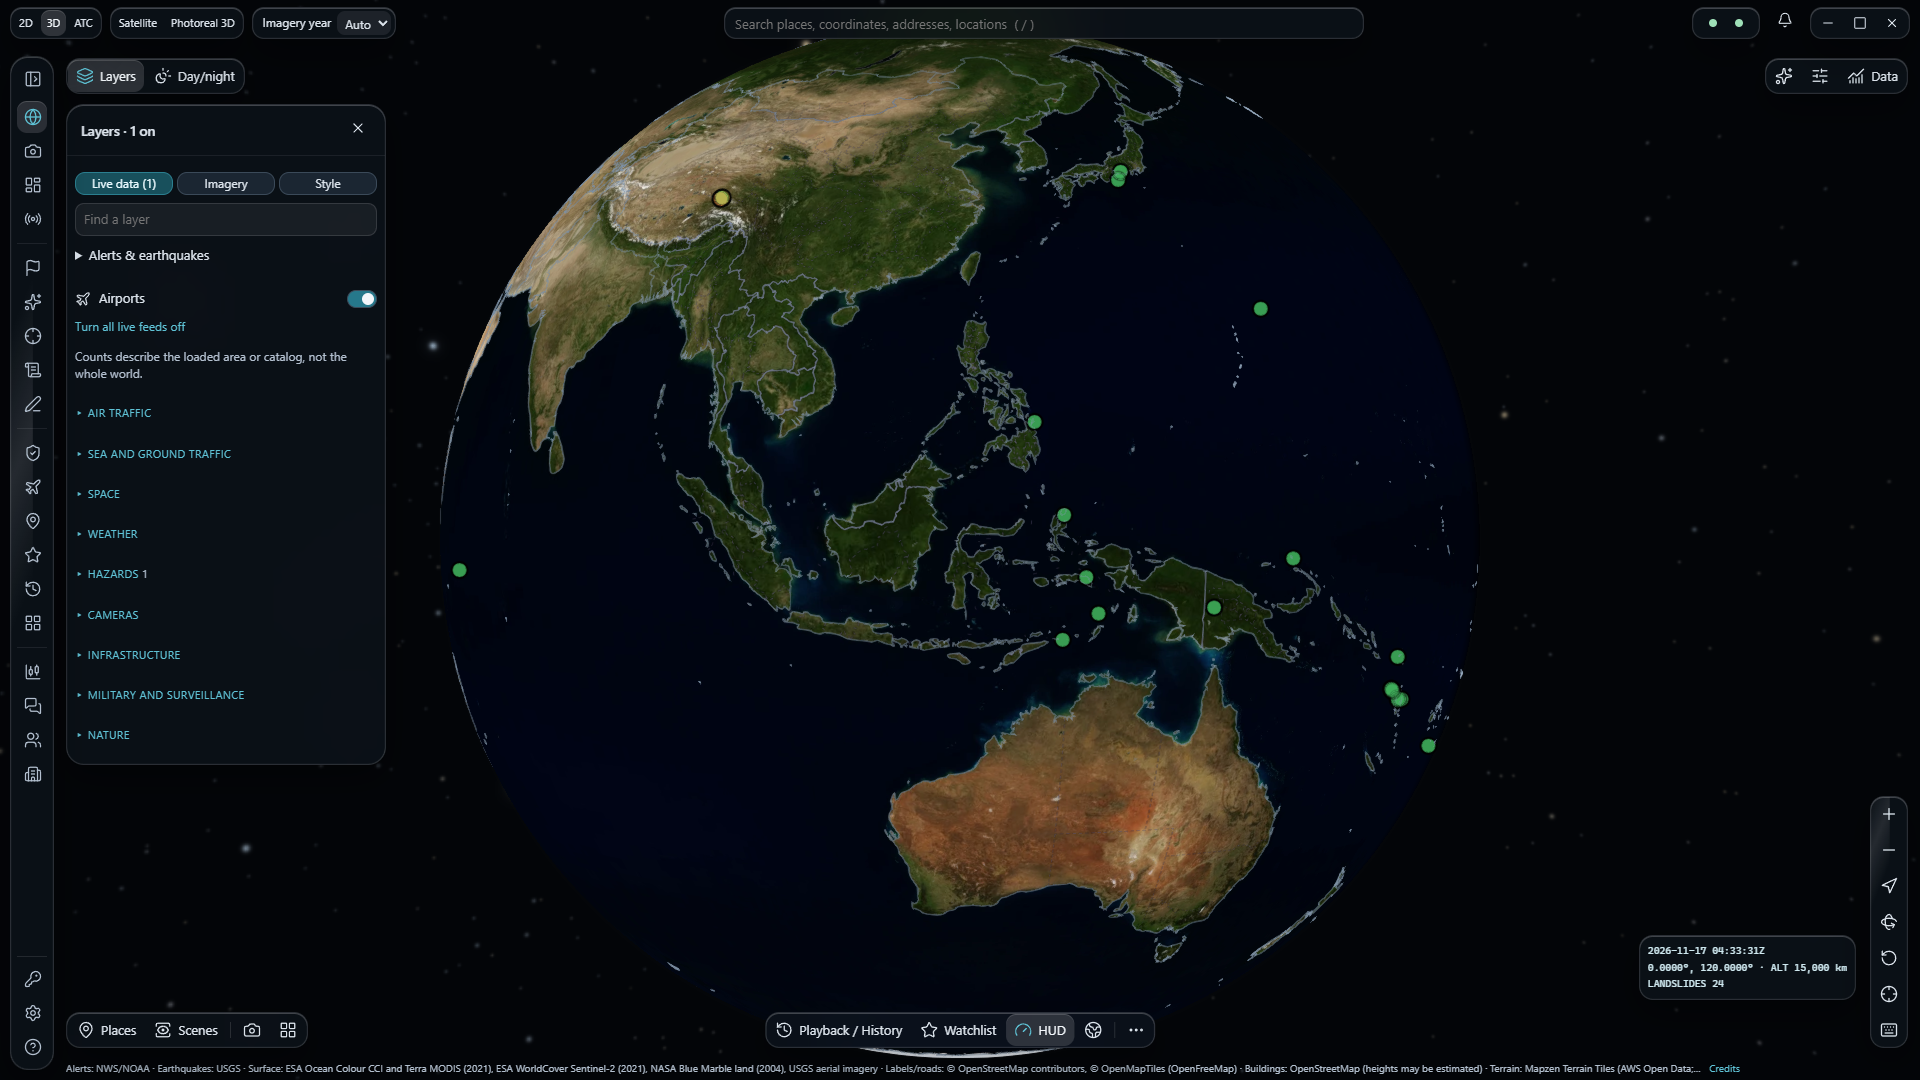 2D 3D ATC
Satellite Photoreal 3D
Imagery year Auto
Search places, coordinates, addresses, locations ( / )
Layers Day/night
Data
Layers · 1 on
Live data (1) Imagery Style
Find a layer
Alerts & earthquakes
Airports
Turn all live feeds off
Counts describe the loaded area or catalog, not the
whole world.
AIR TRAFFIC
SEA AND GROUND TRAFFIC
SPACE
WEATHER
HAZARDS 1
CAMERAS
INFRASTRUCTURE
MILITARY AND SURVEILLANCE
NATURE
2026-11-17 04:33:31Z
0.0000°, 120.0000° · ALT 15,000 km
LANDSLIDES 24
Places Scenes
Playback / History Watchlist HUD
Alerts: NWS/NOAA · Earthquakes: USGS · Surface: ESA Ocean Colour CCI and Terra MODIS (2021), ESA WorldCover Sentinel-2 (2021), NASA Blue Marble land (2004), USGS aerial imagery · Labels/roads: © OpenStreetMap contributors, © OpenMapTiles (OpenFreeMap) · Buildings: OpenStreetMap (heights may be estimated) · Terrain: Mapzen Terrain Tiles (AWS Open Data;... Credits